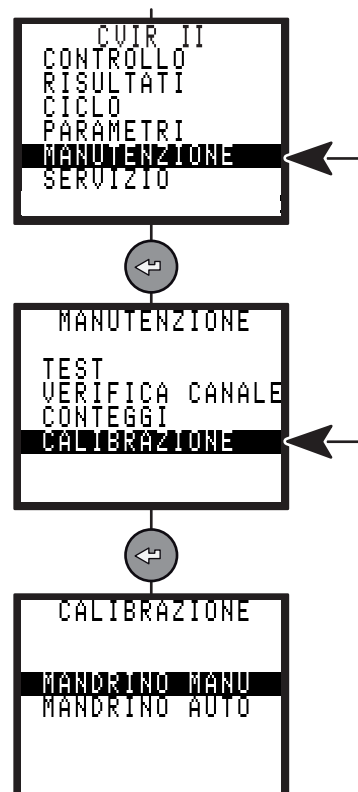 CVIR II
CONTROLLO
RISULTATI
CICLO
PARAMETRI
MANUTENZIONE
SERVIZIO
MANUTENZIONE
TEST
VERIFICA CANALE
CONTEGGI
CALIBRAZIONE
CALIBRAZIONE
MANDRINO MANU
MANDRINO AUTO